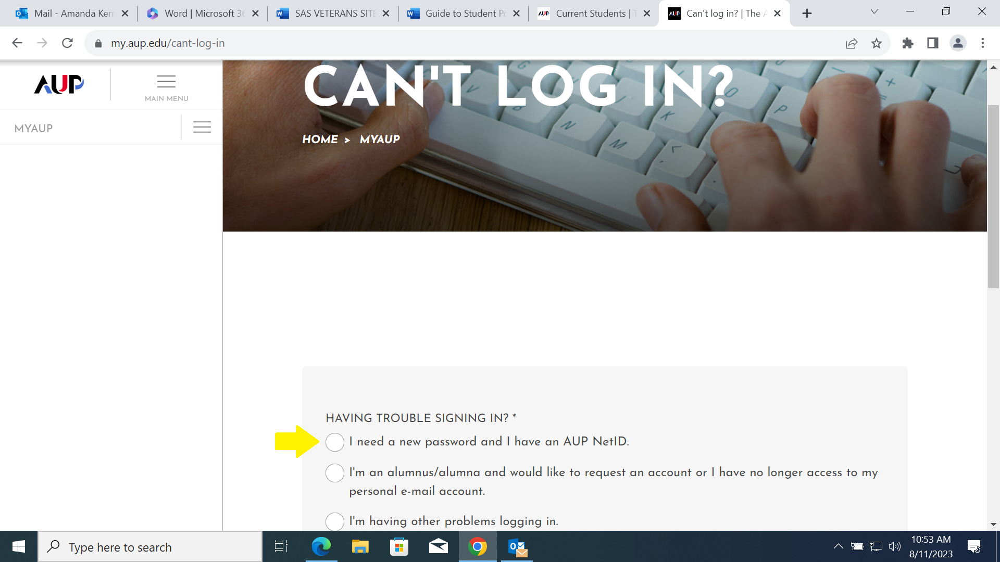 Mail - Amanda Kerr
Word | Microsoft 36
SAS VETERANS SITE
Guide to Student Po
AUP
Current Students | T
AUP
Can't log in? | The A
my.aup.edu/cant-log-in
AUP
MAIN MENU
MYAUP
CAN'T LOG IN?
HOME > MYAUP
HAVING TROUBLE SIGNING IN? *
I need a new password and I have an AUP NetID.
I'm an alumnus/alumna and would like to request an account or I have no longer access to my
personal e-mail account.
I'm having other problems logging in.
Type here to search
10:53 AM
8/11/2023